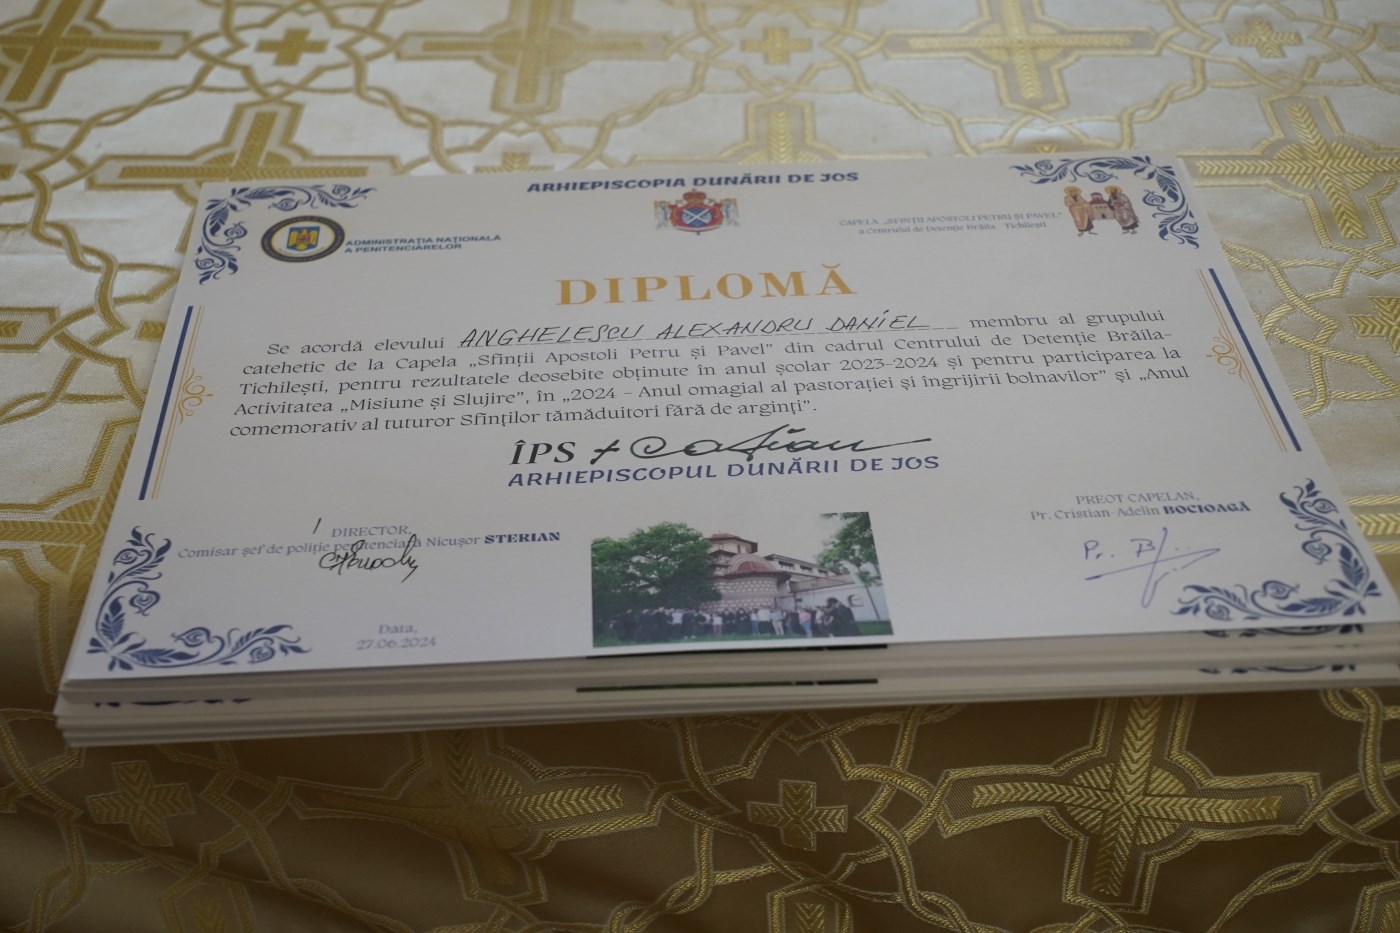 ARHIEPISCOPIA DUNĂRII DE JOS
ADMINISTRAȚIA NAȚIONALĂ
A PENITENCIARELOR
CAPELA „SFINȚII APOSTOLI PETRU ȘI PAVEL"
a Centrului de Detenție Brăila - Tichilești
DIPLOMĂ
Se acordă elevului ANGHELESCU ALEXANDRU DANIEL membru al grupului
catehetic de la Capela „Sfinții Apostoli Petru și Pavel" din cadrul Centrului de Detenție Brăila-
Tichilești, pentru rezultatele deosebite obținute în anul școlar 2023-2024 și pentru participarea la
Activitatea „Misiune și Slujire", în „2024 - Anul omagial al pastorației și îngrijirii bolnavilor" și „Anul
comemorativ al tuturor Sfinților tămăduitori fără de arginți".
ÎPS + Casian
ARHIEPISCOPUL DUNĂRII DE JOS
DIRECTOR,
Comisar șef de poliție penitenciară Nicușor STERIAN
PREOT CAPELAN,
Pr. Cristian-Adelin BOCIOAGĂ
Pr. B
Data,
27.06.2024